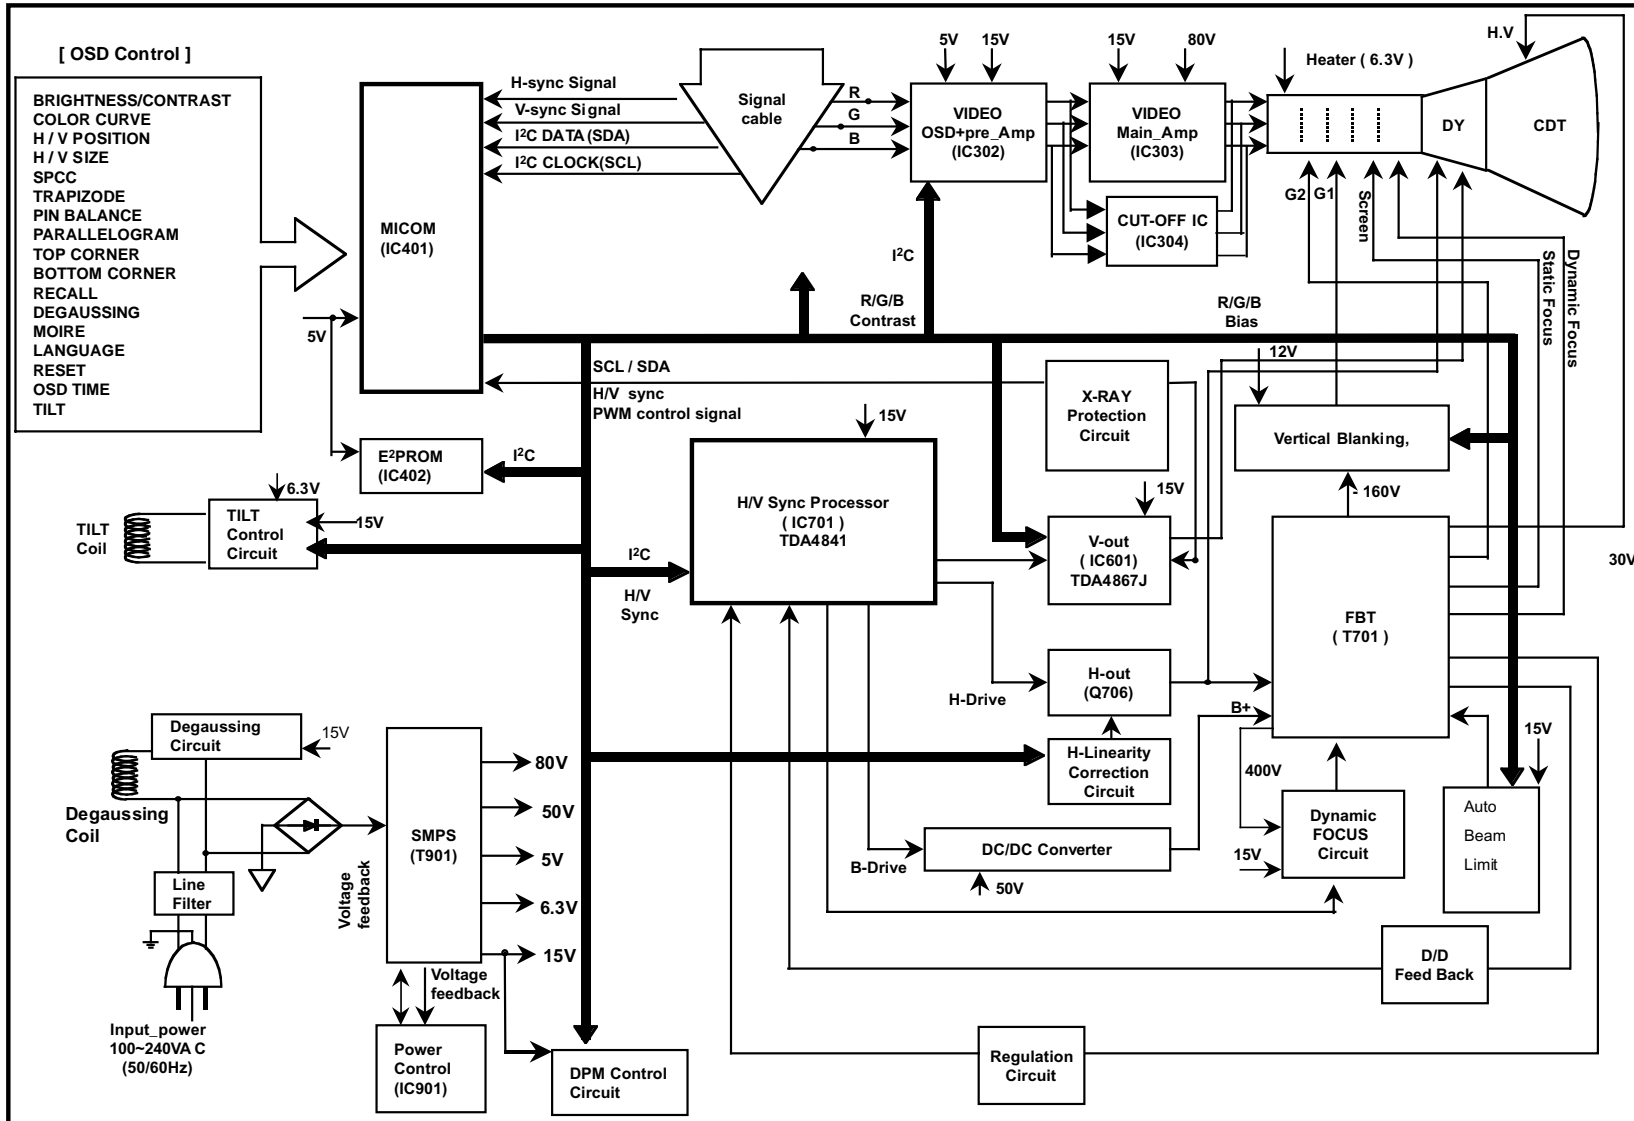 [ OSD Control ]
BRIGHTNESS/CONTRAST
COLOR CURVE
H / V POSITION
H / V SIZE
SPCC
TRAPIZODE
PIN BALANCE
PARALLELOGRAM
TOP CORNER
BOTTOM CORNER
RECALL
DEGAUSSING
MOIRE
LANGUAGE
RESET
OSD TIME
TILT
5V
MICOM
(IC401)
H-sync Signal
V-sync Signal
I²C DATA(SDA)
I²C CLOCK(SCL)
Signal
cable
R
G
B
5V
15V
VIDEO
OSD+pre_Amp
(IC302)
15V
80V
VIDEO
Main_Amp
(IC303)
CUT-OFF IC
(IC304)
Heater ( 6.3V )
H.V
DY
CDT
G2
G1
Screen
Static Focus
Dynamic Focus
I²C
R/G/B
Contrast
R/G/B
Bias
SCL / SDA
H/V sync
PWM control signal
E²PROM
(IC402)
I²C
X-RAY
Protection
Circuit
12V
Vertical Blanking,
- 160V
6.3V
15V
TILT
Coil
TILT
Control
Circuit
I²C
H/V
Sync
15V
H/V Sync Processor
( IC701 )
TDA4841
15V
V-out
( IC601)
TDA4867J
FBT
( T701 )
30V
H-Drive
H-out
(Q706)
B+
H-Linearity
Correction
Circuit
400V
15V
Dynamic
FOCUS
Circuit
15V
Auto
Beam
Limit
B-Drive
DC/DC Converter
50V
D/D
Feed Back
Regulation
Circuit
Degaussing
Circuit
15V
Degaussing
Coil
Line
Filter
Input_power
100~240VA C
(50/60Hz)
Voltage
feedback
SMPS
(T901)
80V
50V
5V
6.3V
15V
Voltage
feedback
Power
Control
(IC901)
DPM Control
Circuit